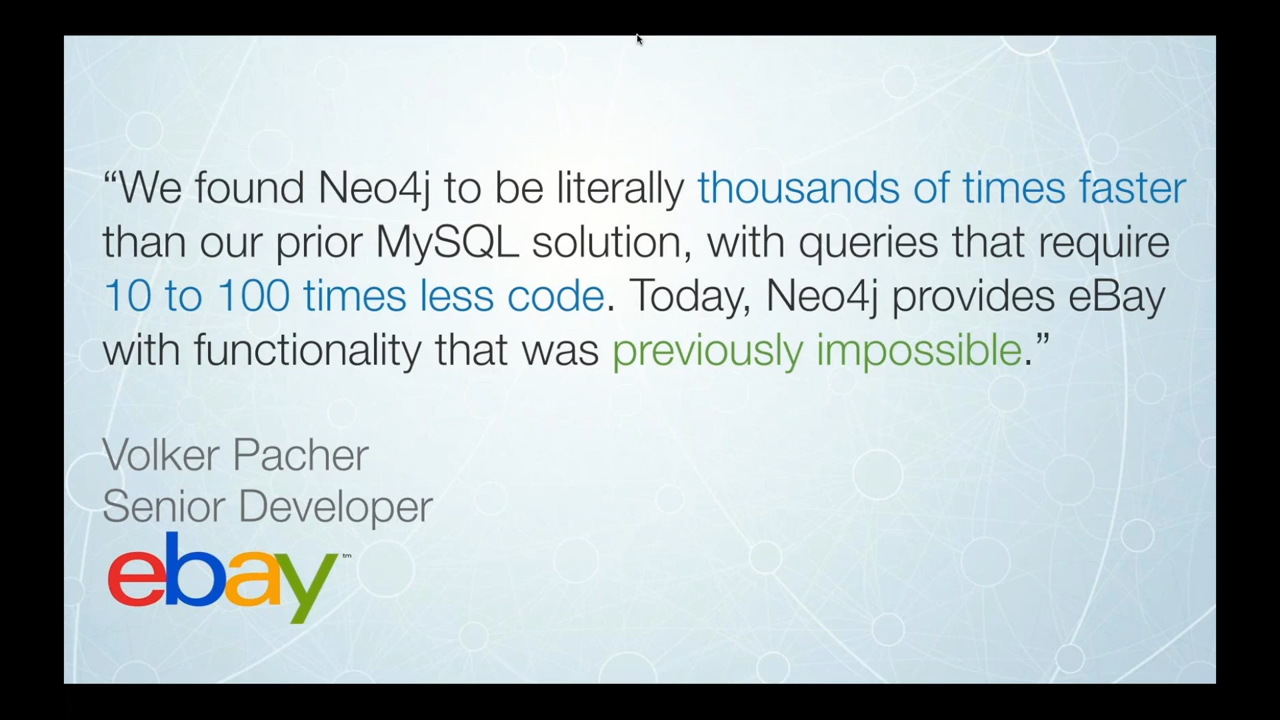 “We found Neo4j to be literally thousands of times faster
than our prior MySQL solution, with queries that require
10 to 100 times less code. Today, Neo4j provides eBay
with functionality that was previously impossible.”
Volker Pacher
Senior Developer
ebay™